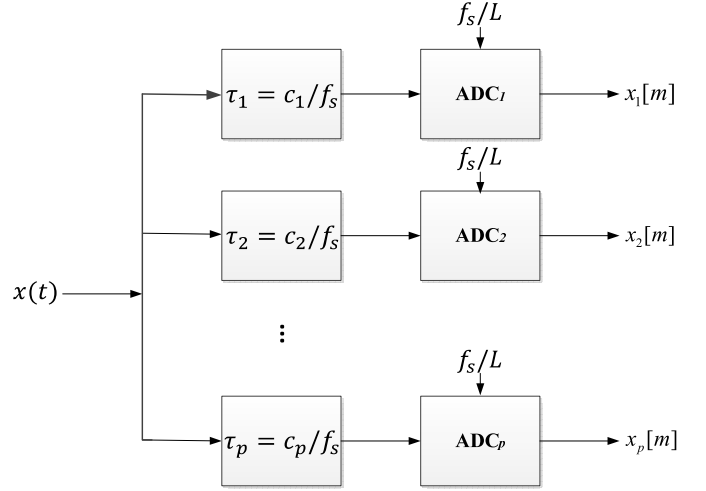 f_s/L
τ_1 = c_1/f_s
ADC_1
x_1[m]
f_s/L
τ_2 = c_2/f_s
ADC_2
x_2[m]
x(t)
⋮
f_s/L
τ_p = c_p/f_s
ADC_p
x_p[m]